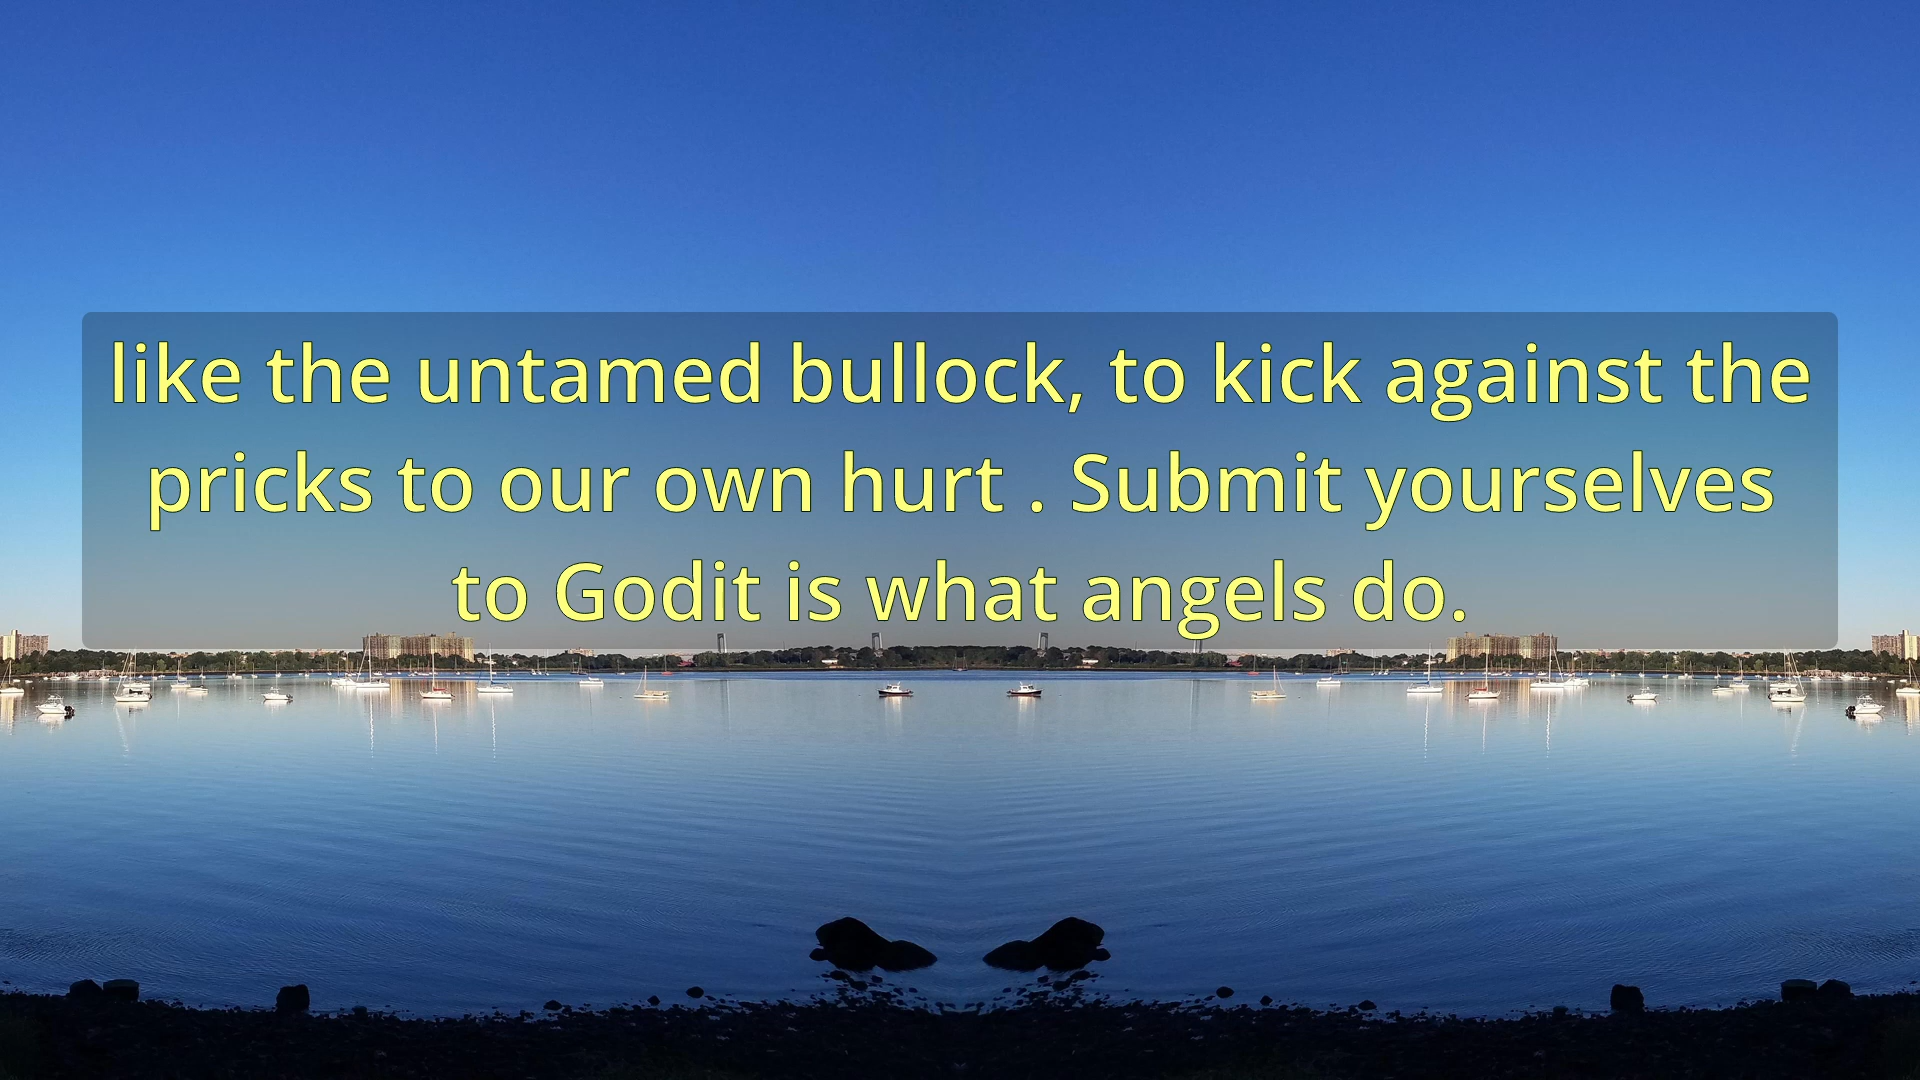 like the untamed bullock, to kick against the
pricks to our own hurt . Submit yourselves
to Godit is what angels do.